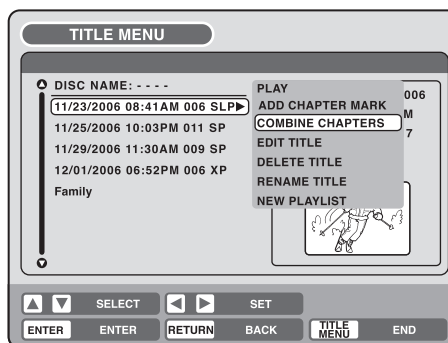 TITLE MENU
DISC NAME: - - - -
11/23/2006 08:41AM 006 SLP
11/25/2006 10:03PM 011 SP
11/29/2006 11:30AM 009 SP
12/01/2006 06:52PM 006 XP
Family
PLAY
ADD CHAPTER MARK
COMBINE CHAPTERS
EDIT TITLE
DELETE TITLE
RENAME TITLE
NEW PLAYLIST
006
M
7
SELECT SET
ENTER ENTER RETURN BACK TITLE MENU END